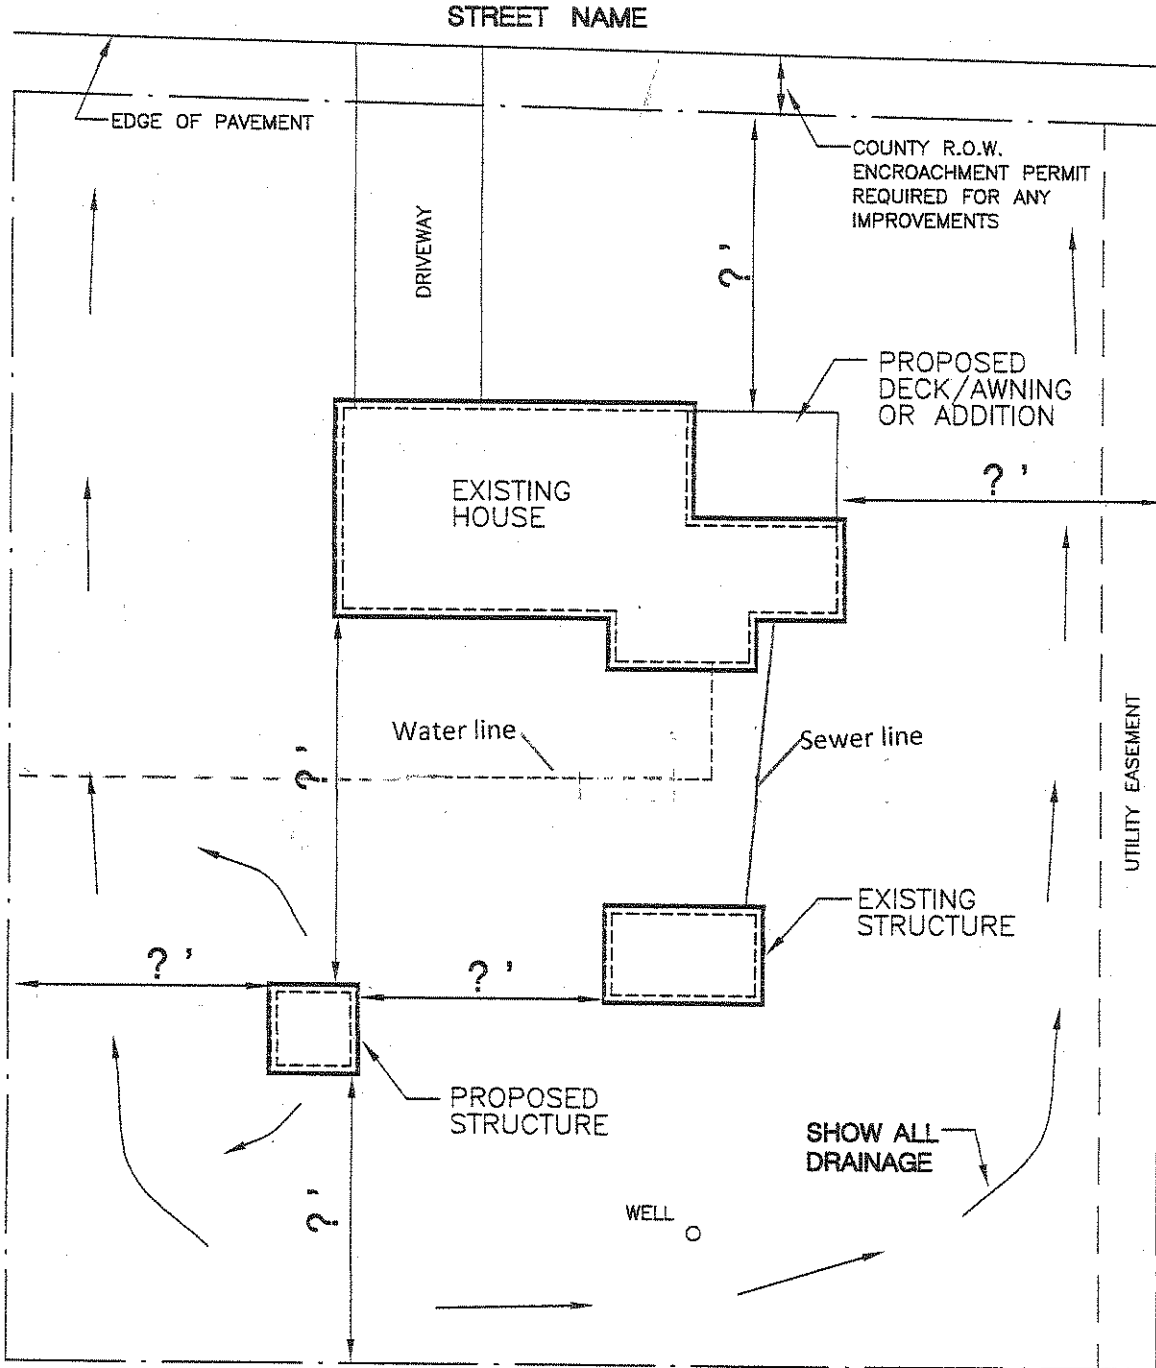 STREET NAME
EDGE OF PAVEMENT
COUNTY R.O.W.
ENCROACHMENT PERMIT
REQUIRED FOR ANY
IMPROVEMENTS
DRIVEWAY
?'
PROPOSED
DECK/AWNING
OR ADDITION
?'
EXISTING
HOUSE
Water line
Sewer line
?'
UTILITY EASEMENT
EXISTING
STRUCTURE
?'
?'
PROPOSED
STRUCTURE
SHOW ALL
DRAINAGE
?'
WELL